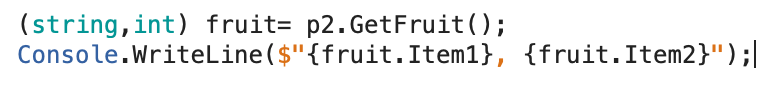 (string,int) fruit= p2.GetFruit();
Console.WriteLine($"{fruit.Item1}, {fruit.Item2}");